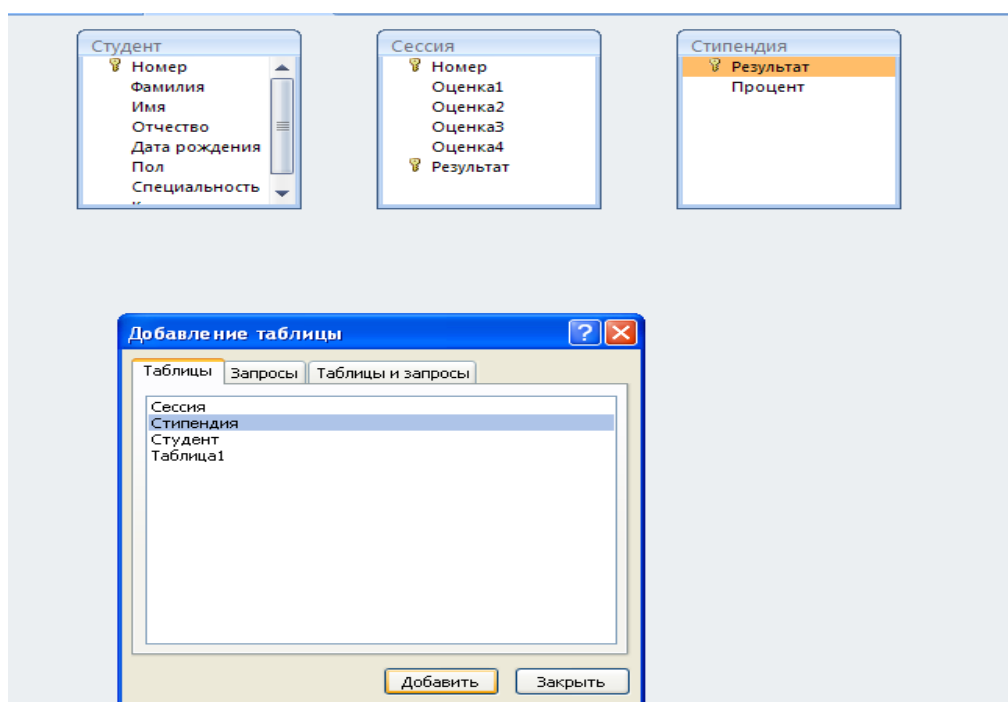 Студент
Номер
Фамилия
Имя
Отчество
Дата рождения
Пол
Специальность
Сессия
Номер
Оценка1
Оценка2
Оценка3
Оценка4
Результат
Стипендия
Результат
Процент
Добавление таблицы
Таблицы Запросы Таблицы и запросы
Сессия
Стипендия
Студент
Таблица1
Добавить Закрыть